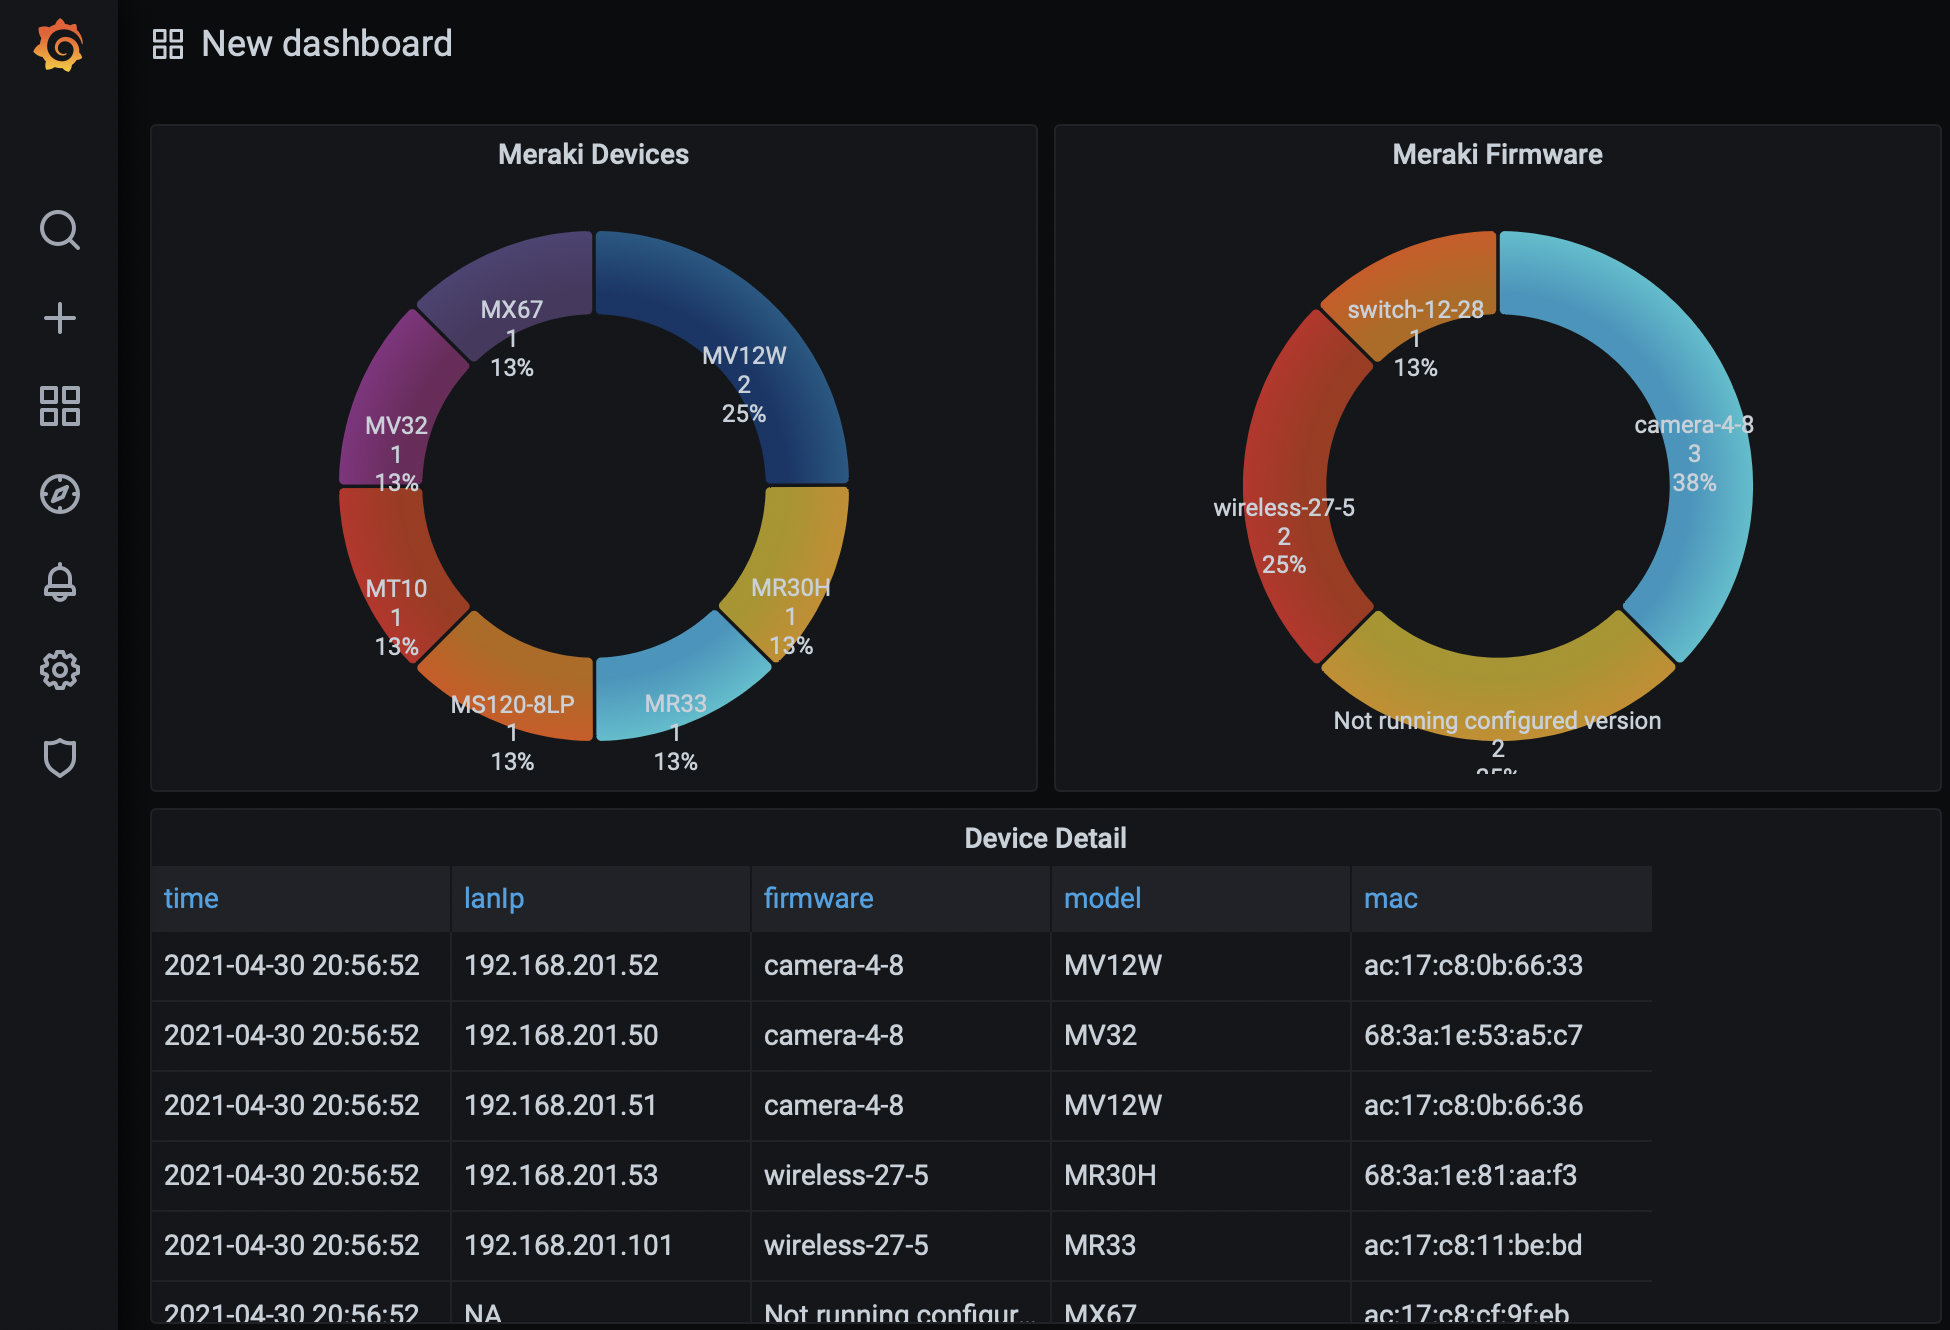 New dashboard
Meraki Devices
MX67
1
13%
MV12W
2
25%
MV32
1
13%
MT10
1
13%
MR30H
1
13%
MS120-8LP
1
13%
MR33
1
13%
Meraki Firmware
switch-12-28
1
13%
camera-4-8
3
38%
wireless-27-5
2
25%
Not running configured version
2
25%
Device Detail
time lanIp firmware model mac
2021-04-30 20:56:52 192.168.201.52 camera-4-8 MV12W ac:17:c8:0b:66:33
2021-04-30 20:56:52 192.168.201.50 camera-4-8 MV32 68:3a:1e:53:a5:c7
2021-04-30 20:56:52 192.168.201.51 camera-4-8 MV12W ac:17:c8:0b:66:36
2021-04-30 20:56:52 192.168.201.53 wireless-27-5 MR30H 68:3a:1e:81:aa:f3
2021-04-30 20:56:52 192.168.201.101 wireless-27-5 MR33 ac:17:c8:11:be:bd
2021-04-30 20:56:52 NA Not running configur... MX67 ac:17:c8:cf:9f:eb